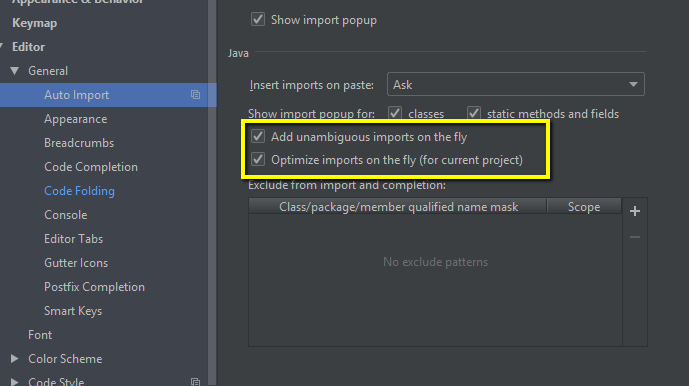 Appearance & Behavior
Keymap
Editor
General
Auto Import
Appearance
Breadcrumbs
Code Completion
Code Folding
Console
Editor Tabs
Gutter Icons
Postfix Completion
Smart Keys
Font
Color Scheme
Code Style
Show import popup
Java
Insert imports on paste: Ask
Show import popup for: classes static methods and fields
Add unambiguous imports on the fly
Optimize imports on the fly (for current project)
Exclude from import and completion:
Class/package/member qualified name mask Scope
No exclude patterns